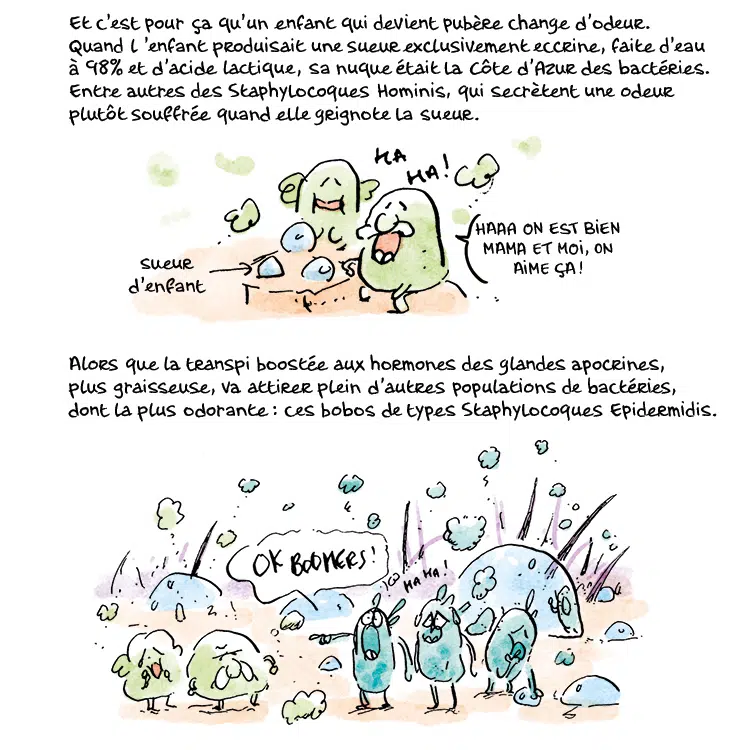 Et c'est pour ça qu'un enfant qui devient pubère change d'odeur.
Quand l'enfant produisait une sueur exclusivement eccrine, faite d'eau
à 98% et d'acide lactique, sa nuque était la Côte d'Azur des bactéries.
Entre autres des Staphylocoques Hominis, qui secrètent une odeur
plutôt souffrée quand elle grignote la sueur.
HA
HA!
HAAA ON EST BIEN
MAMA ET MOI, ON
AIME ÇA!
sueur
d'enfant
Alors que la transpi boostée aux hormones des glandes apocrines,
plus graisseuse, va attirer plein d'autres populations de bactéries,
dont la plus odorante : ces bobos de types Staphylocoques Epidermidis.
OK BOOMERS!
HA HA!